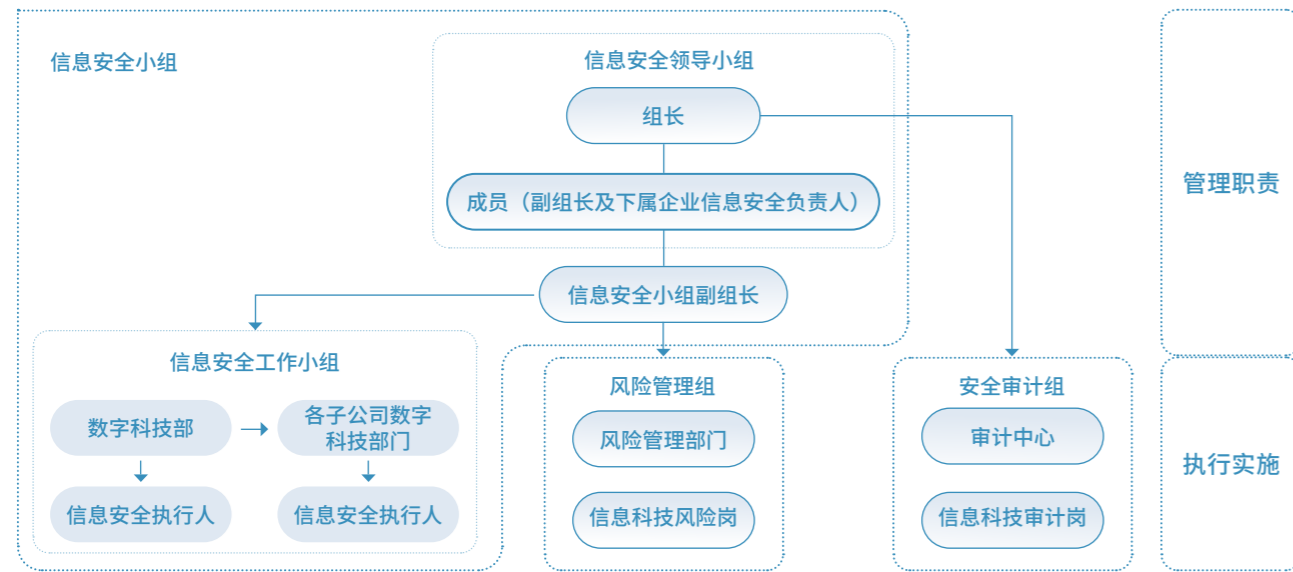 信息安全小组
信息安全领导小组
组长
成员（副组长及下属企业信息安全负责人）
管理职责
信息安全小组副组长
信息安全工作小组
数字科技部
各子公司数字
科技部门
信息安全执行人
信息安全执行人
风险管理组
风险管理部门
信息科技风险岗
安全审计组
审计中心
信息科技审计岗
执行实施